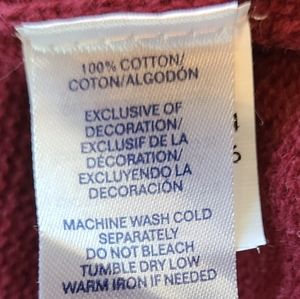 100% COTTON/
COTON/ALGODÓN
EXCLUSIVE OF
DECORATION/
EXCLUSIF DE LA
DÉCORATION/
EXCLUYENDO LA
DECORACIÓN
MACHINE WASH COLD
SEPARATELY
DO NOT BLEACH
TUMBLE DRY LOW
WARM IRON IF NEEDED